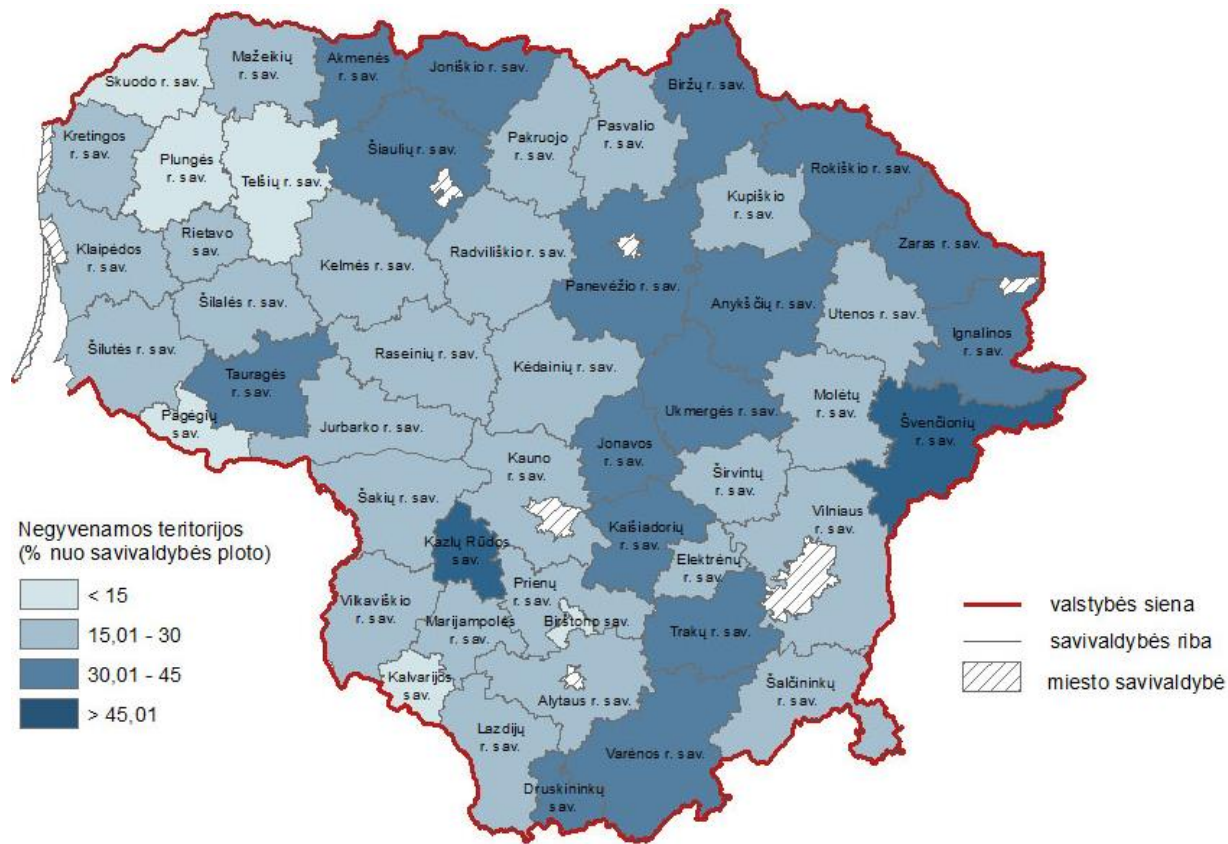 Skuodo r. sav.
Mažeikių
r. sav.
Akmenės
r. sav.
Joniškio r. sav.
Biržų r. sav.
Kretingos
r. sav.
Plungės
r. sav.
Telšių r. sav.
Šiaulių r. sav.
Pakruojo
r. sav.
Pasvalio
r. sav.
Rokiškio r. sav.
Kupiškio
r. sav.
Klaipėdos
r. sav.
Rietavo
sav.
Kelmės r. sav.
Radviliškio r. sav.
Zaras r. sav.
Panevėžio r. sav.
Anykščių r. sav.
Utenos r. sav.
Ignalinos
r. sav.
Šilalės r. sav.
Šilutės r. sav.
Tauragės
r. sav.
Raseinių r. sav.
Kėdainių r. sav.
Molėtų
r. sav.
Ukmergės r. sav.
Švenčionių
r. sav.
Pagėgių
sav.
Jurbarko r. sav.
Jonavos
r. sav.
Kauno
r. sav.
Širvintų
r. sav.
Šakių r. sav.
Vilniaus
r. sav.
Kaišiadorių
r. sav.
Kazlų Rūdos
sav.
Elektrėnų
r. sav.
Prienų
r. sav.
Vilkaviškio
r. sav.
Marijampolės
r. sav.
Birštono sav.
Trakų r. sav.
Kalvarijos
sav.
Alytaus r. sav.
Šalčininkų
r. sav.
Lazdijų
r. sav.
Varėnos r. sav.
Druskininkų
sav.
Negyvenamos teritorijos
(% nuo savivaldybės ploto)
< 15
15,01 - 30
30,01 - 45
> 45,01
valstybės siena
savivaldybės riba
miesto savivaldybė